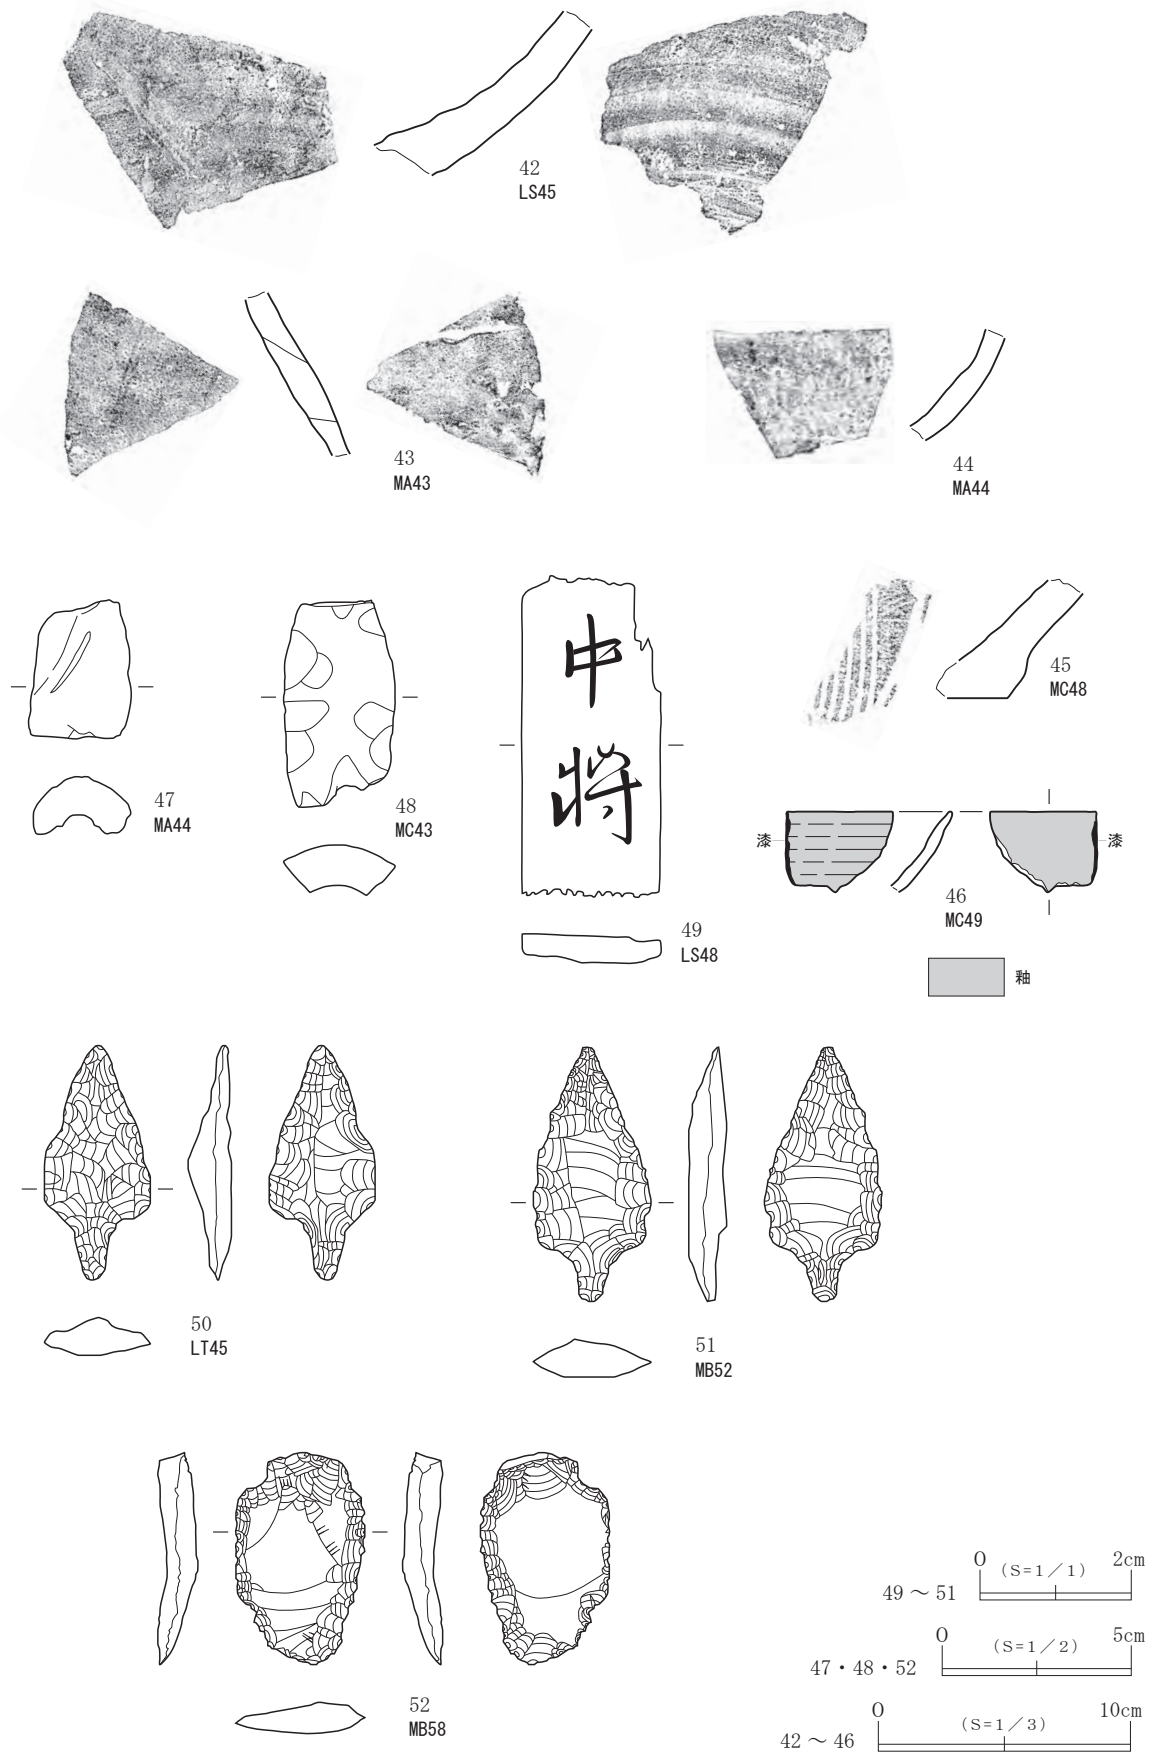 42
LS45
43
MA43
44
MA44
45
MC48
47
MA44
48
MC43
中
将
49
LS48
漆
漆
46
MC49
釉
50
LT45
51
MB52
52
MB58
49～51
0 (S=1／1) 2cm
47・48・52
0 (S=1／2) 5cm
42～46
0 (S=1／3) 10cm